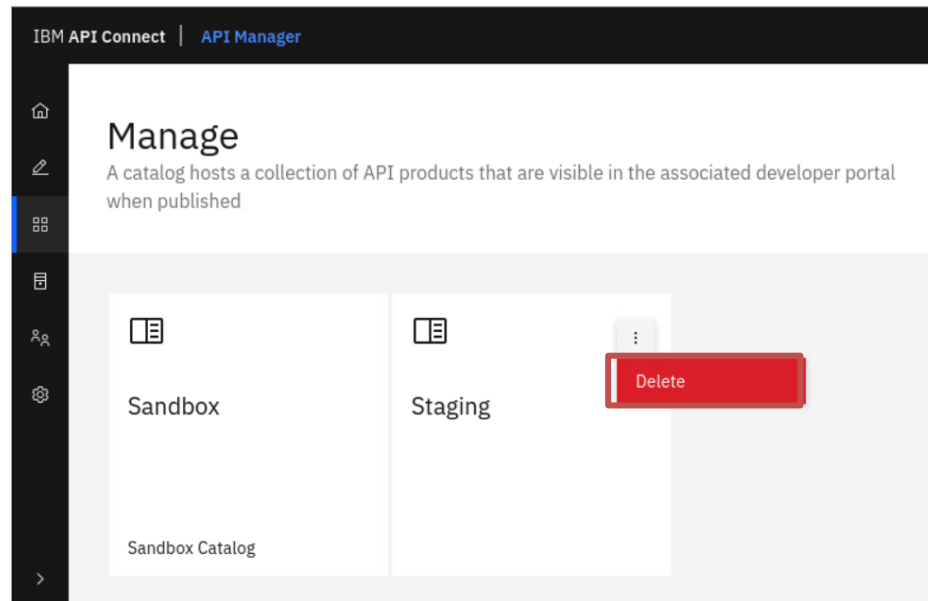 IBM API Connect | API Manager
Manage
A catalog hosts a collection of API products that are visible in the associated developer portal
when published
Sandbox
Sandbox Catalog
Staging
Delete